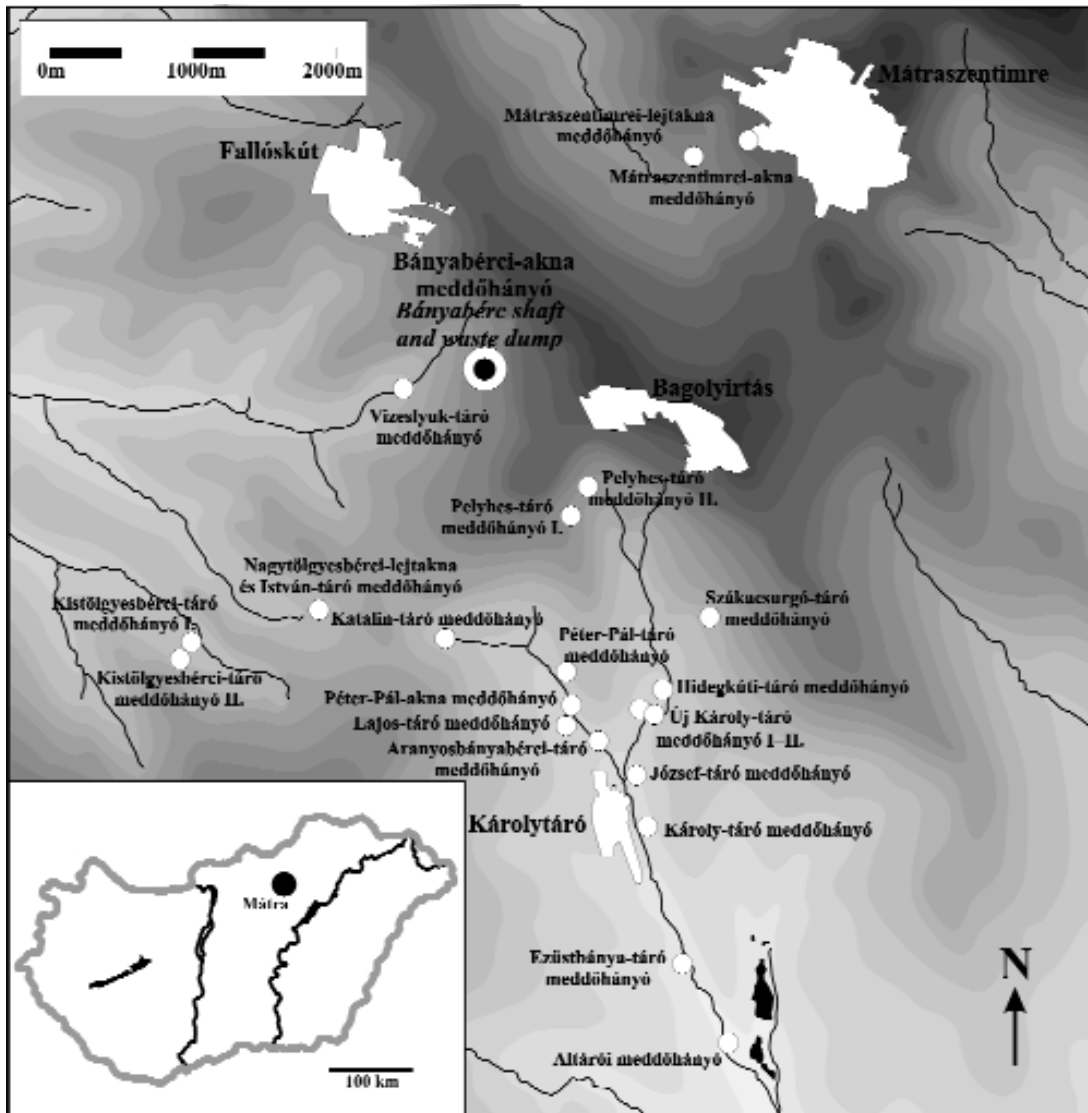 0m 1000m 2000m
Mátraszentimre
Mátraszentimrei-lejtakna
meddőhányó
Fallóskút
Mátraszentimrei-akna
meddőhányó
Bányabérci-akna
meddőhányó
Bányabérc shaft
and waste dump
Bagolyirtás
Vizeslyuk-táró
meddőhányó
Pelyhes-táró
meddőhányó II.
Pelyhes-táró
meddőhányó I.
Nagytölgyesbérci-lejtakna
és István-táró meddőhányó
Kistölgyesbérci-táró
meddőhányó I.
Katalin-táró meddőhányó
Szákacsurgó-táró
meddőhányó
Péter-Pál-táró
meddőhányó
Kistölgyesbérci-táró
meddőhányó II.
Péter-Pál-akna meddőhányó
Hidegkúti-táró meddőhányó
Lajos-táró meddőhányó
Új Károly-táró
meddőhányó I–II.
Aranyosbányabérci-táró
meddőhányó
József-táró meddőhányó
Károlytáró
Károly-táró meddőhányó
Mátra
Ezüstbánya-táró
meddőhányó
N
Altárói meddőhányó
100 km